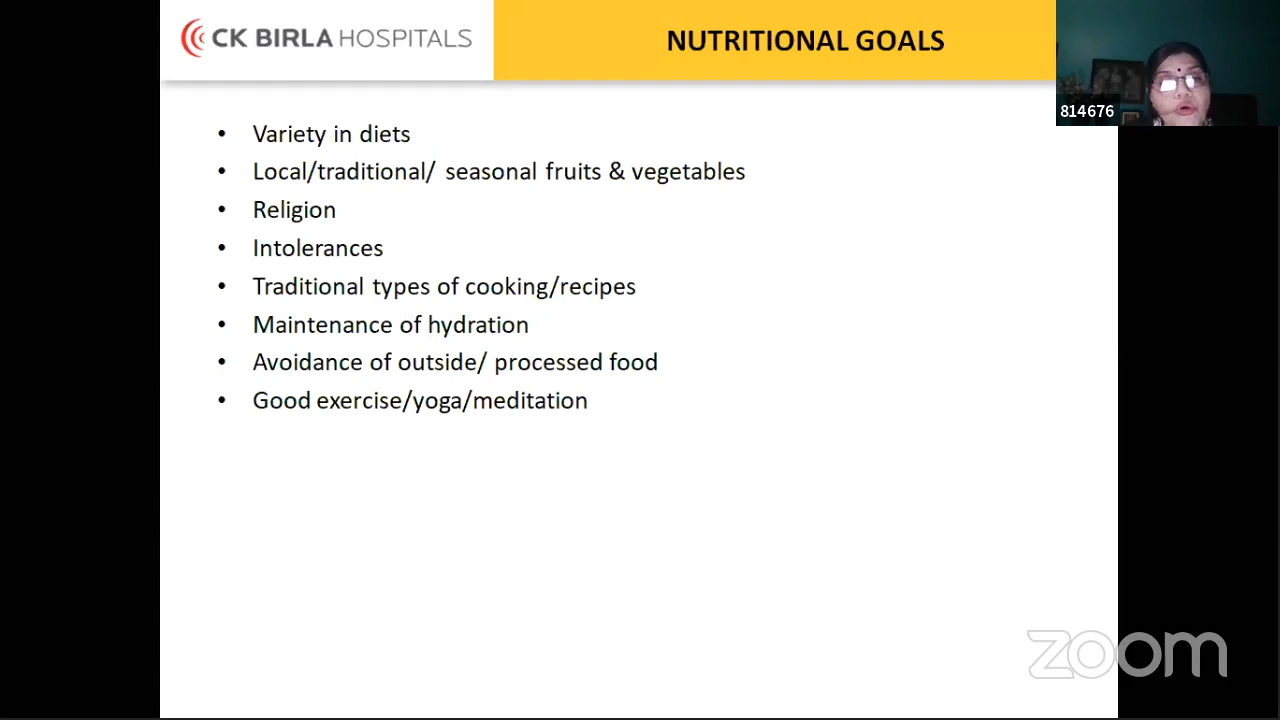 CK BIRLA HOSPITALS
NUTRITIONAL GOALS
814676
• Variety in diets
• Local/traditional/ seasonal fruits & vegetables
• Religion
• Intolerances
• Traditional types of cooking/recipes
• Maintenance of hydration
• Avoidance of outside/ processed food
• Good exercise/yoga/meditation
zoom